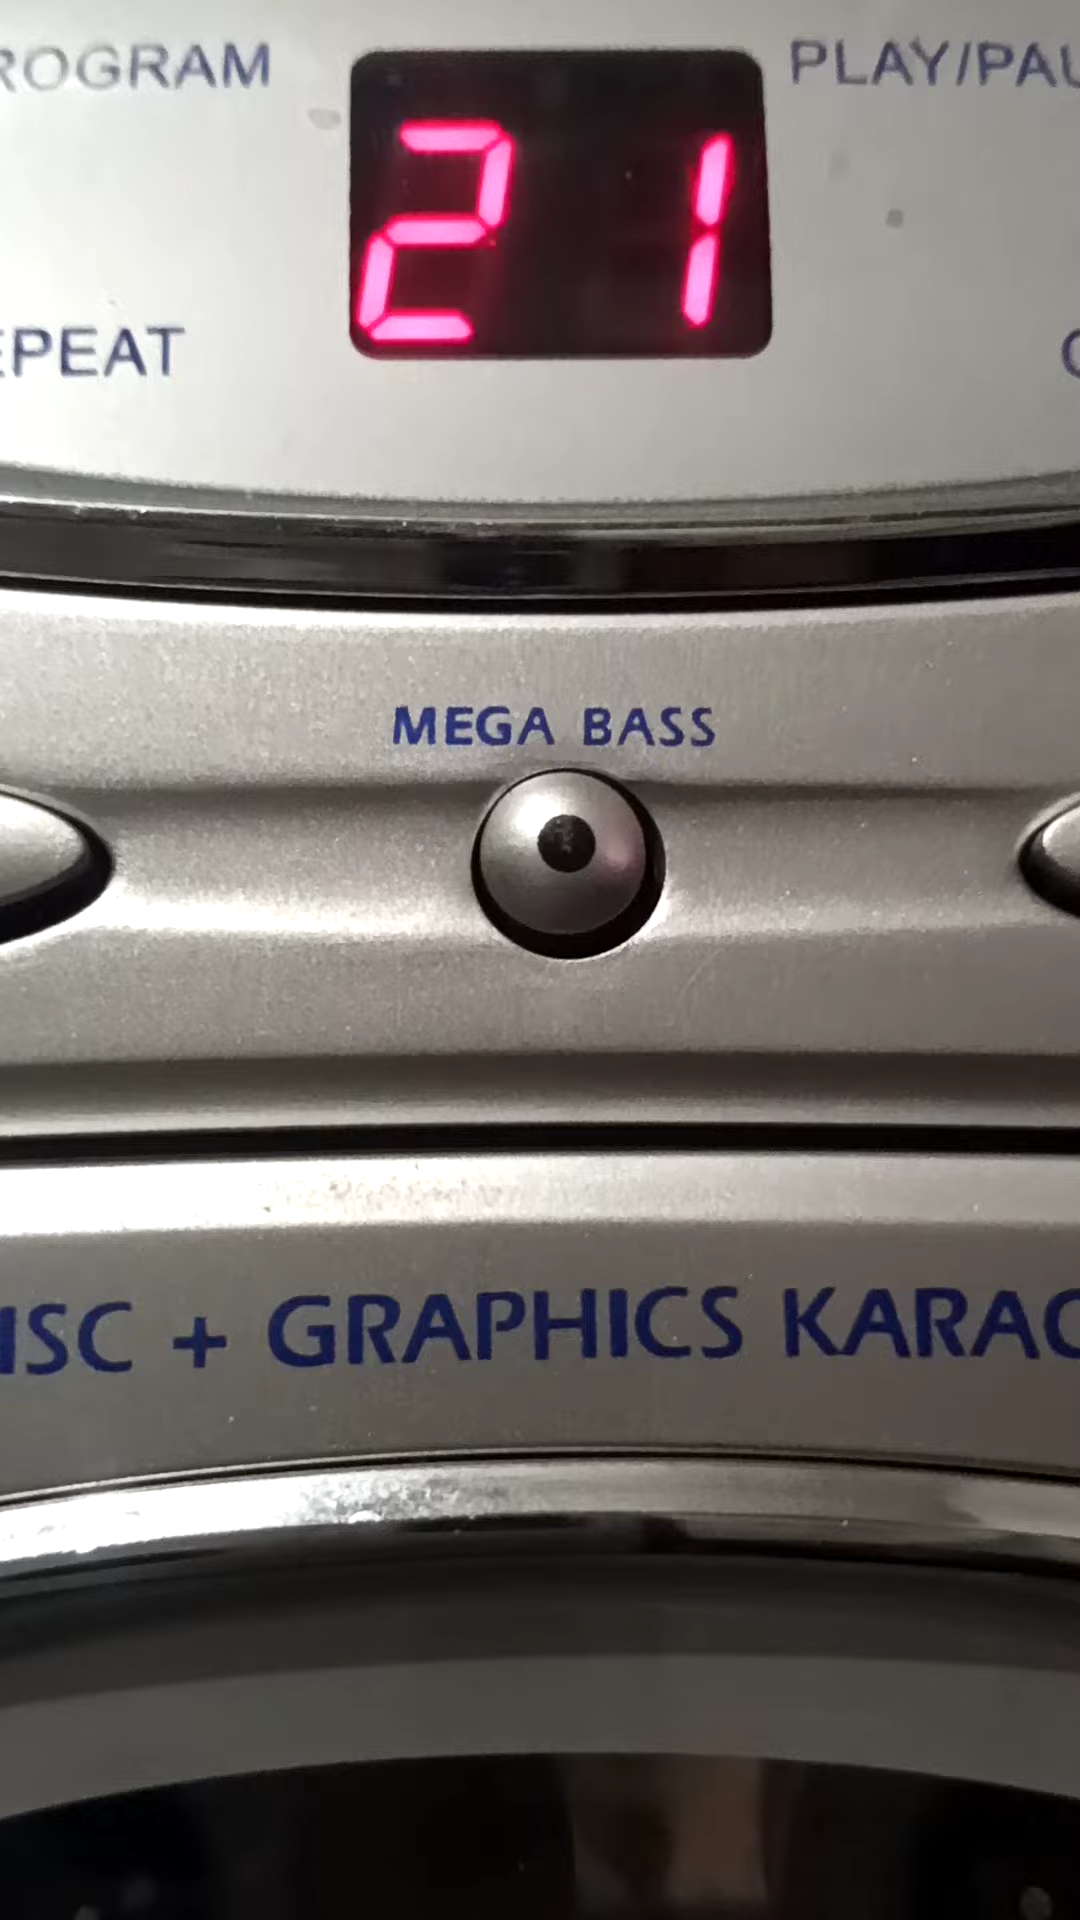 ROGRAM
PLAY/PAU
21
EPEAT
MEGA BASS
ISC + GRAPHICS KARAO